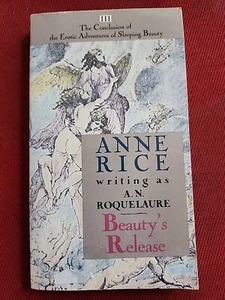 III
The Conclusion of
the Erotic Adventures of Sleeping Beauty
ANNE
RICE
writing as
A.N.
ROQUELAURE
Beauty's
Release